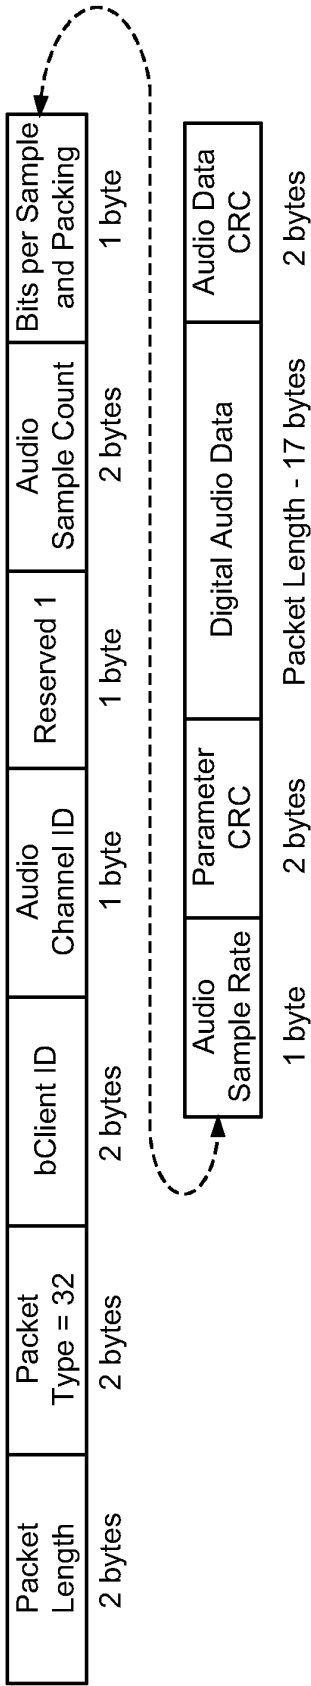 Packet
Length
2 bytes
Packet
Type = 32
2 bytes
bClient ID
2 bytes
Audio
Channel ID
1 byte
Reserved 1
1 byte
Audio
Sample Count
2 bytes
Bits per Sample
and Packing
1 byte
Audio
Sample Rate
1 byte
Parameter
CRC
2 bytes
Digital Audio Data
Packet Length - 17 bytes
Audio Data
CRC
2 bytes